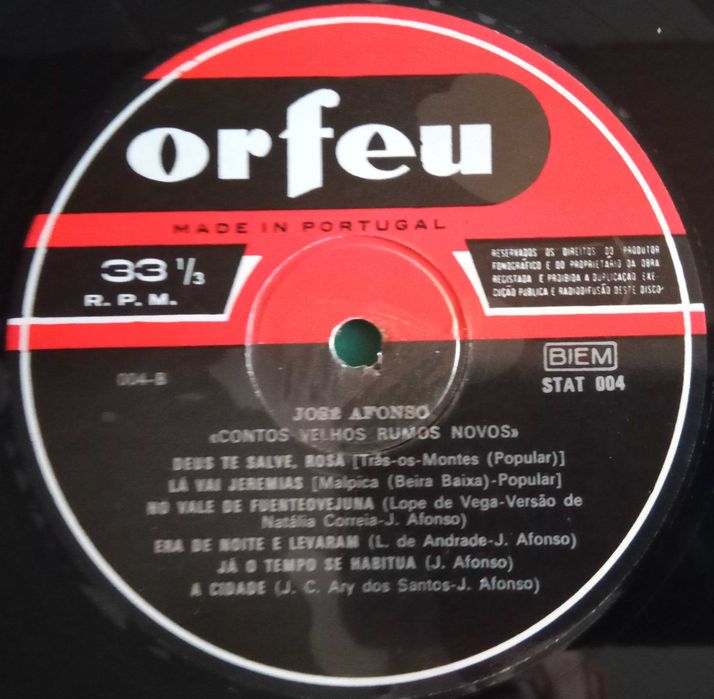 orfeu
MADE IN PORTUGAL
33 1/3
R. P. M.
RESERVADOS OS DIREITOS DO PRODUTOR
FONOGRÁFICO E DO PROPRIETÁRIO DA OBRA
REGISTADA E PROIBIDA A DUPLICAÇÃO, EXE-
CUÇÃO PUBLICA E RADIODIFUSÃO DESTE DISCO
BIEM
004-B
STAT 004
JOSÉ AFONSO
«CONTOS VELHOS RUMOS NOVOS»
DEUS TE SALVE, ROSA [Trás-os-Montes (Popular)]
LÁ VAI JEREMIAS [Malpica (Beira Baixa)-Popular]
NO VALE DE FUENTEOVEJUNA (Lope de Vega-Versão de
Natália Correia-J. Afonso)
ERA DE NOITE E LEVARAM (L. de Andrade-J. Afonso)
JÁ O TEMPO SE HABITUA (J. Afonso)
A CIDADE (J. C. Ary dos Santos-J. Afonso)